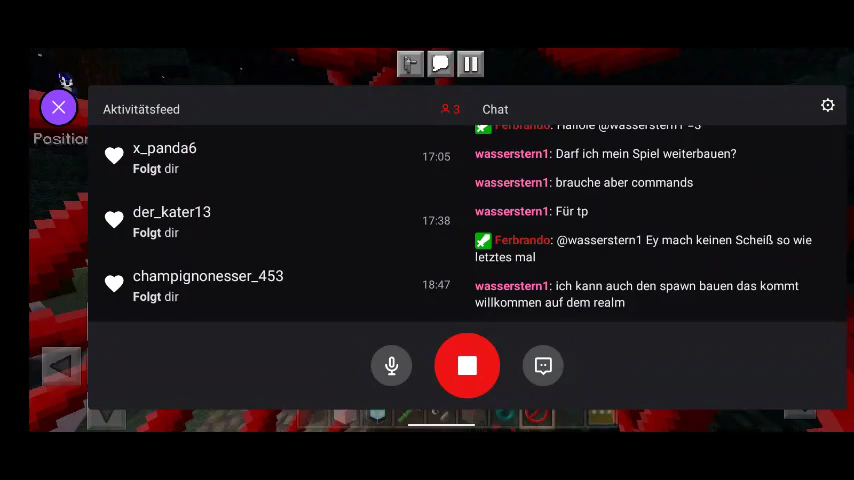 Position
Aktivitätsfeed
3
Chat
x_panda6
Folgt dir
17:05
der_kater13
Folgt dir
17:38
champignonesser_453
Folgt dir
18:47
Ferbrando: Hallöle @wasserstern1 =3
wasserstern1: Darf ich mein Spiel weiterbauen?
wasserstern1: brauche aber commands
wasserstern1: Für tp
Ferbrando: @wasserstern1 Ey mach keinen Scheiß so wie
letztes mal
wasserstern1: ich kann auch den spawn bauen das kommt
willkommen auf dem realm